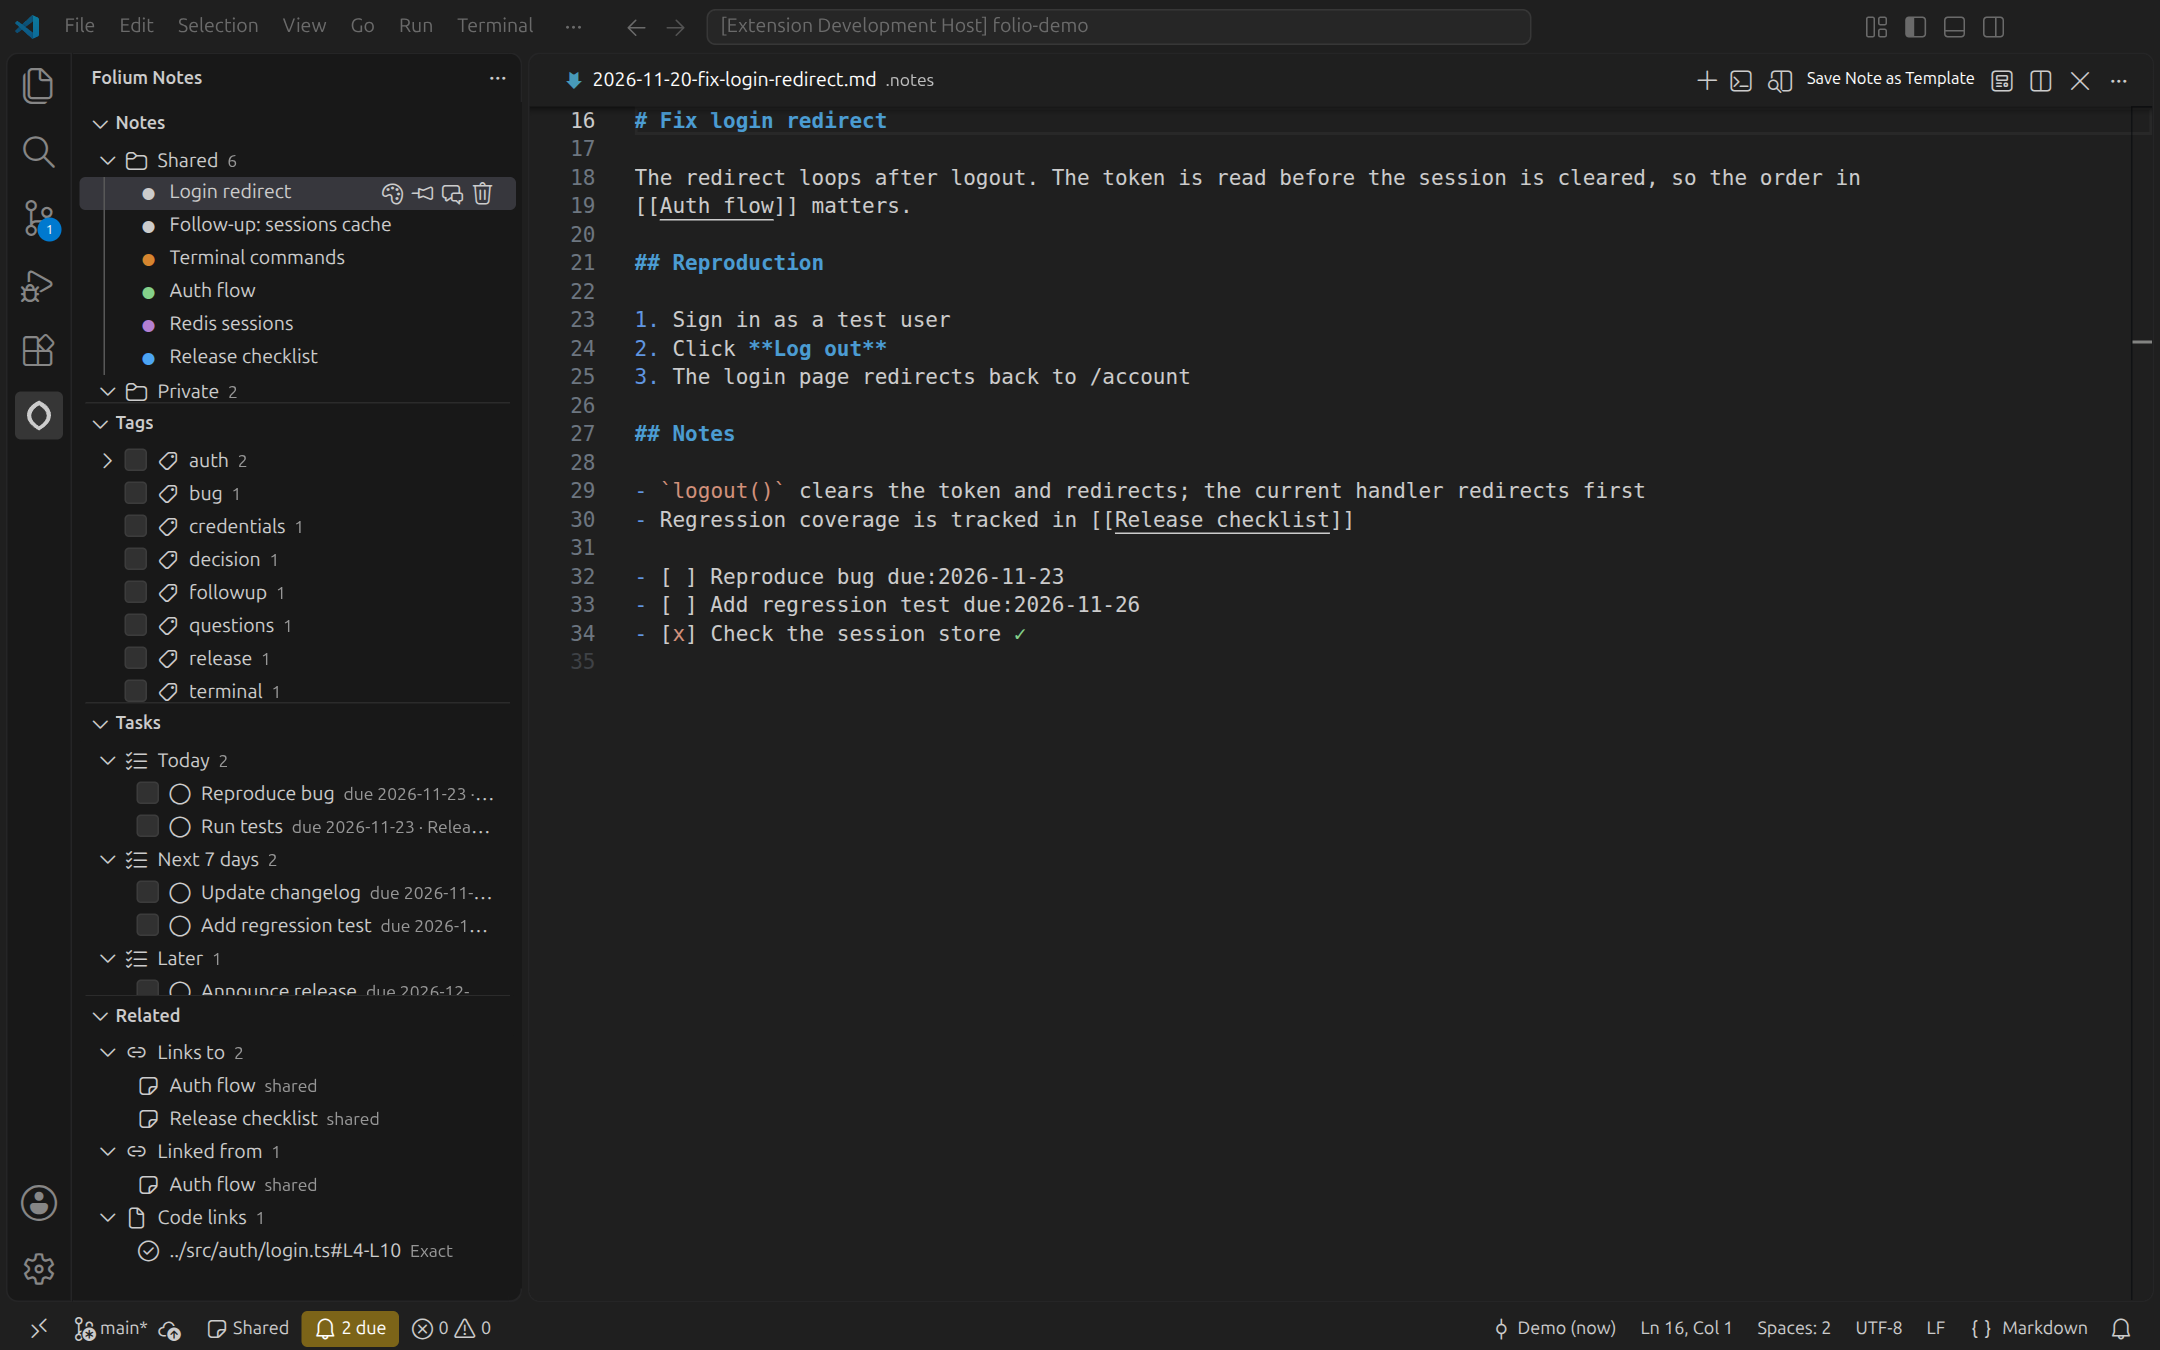 File Edit Selection View Go Run Terminal ···
[Extension Development Host] folio-demo
Folium Notes
Notes
Shared 6
Login redirect
Follow-up: sessions cache
Terminal commands
Auth flow
Redis sessions
Release checklist
Private 2
Tags
auth 2
bug 1
credentials 1
decision 1
followup 1
questions 1
release 1
terminal 1
Tasks
Today 2
Reproduce bug due 2026-11-23 ·...
Run tests due 2026-11-23 · Relea...
Next 7 days 2
Update changelog due 2026-11-...
Add regression test due 2026-1...
Later 1
Announce release due 2026-12-
Related
Links to 2
Auth flow shared
Release checklist shared
Linked from 1
Auth flow shared
Code links 1
../src/auth/login.ts#L4-L10 Exact
1
2026-11-20-fix-login-redirect.md .notes
Save Note as Template
16 # Fix login redirect
17
18 The redirect loops after logout. The token is read before the session is cleared, so the order in
19 [[Auth flow]] matters.
20
21 ## Reproduction
22
23 1. Sign in as a test user
24 2. Click **Log out**
25 3. The login page redirects back to /account
26
27 ## Notes
28
29 - `logout()` clears the token and redirects; the current handler redirects first
30 - Regression coverage is tracked in [[Release checklist]]
31
32 - [ ] Reproduce bug due:2026-11-23
33 - [ ] Add regression test due:2026-11-26
34 - [x] Check the session store ✓
35
main* Shared 2 due 0 0
Demo (now) Ln 16, Col 1 Spaces: 2 UTF-8 LF { } Markdown